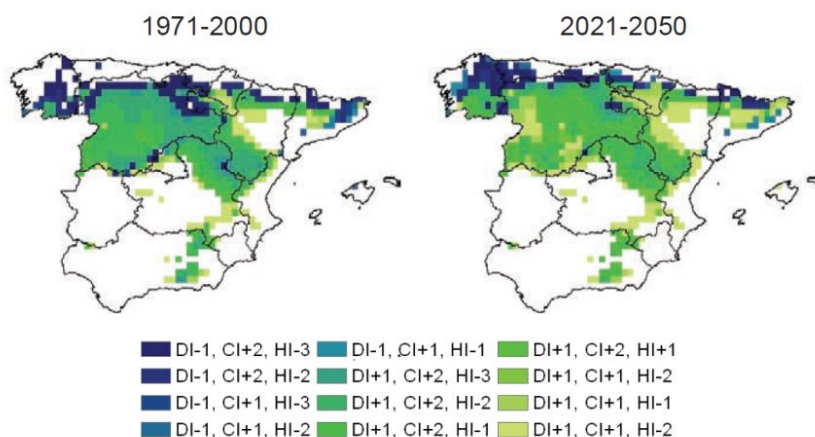 1971-2000 2021-2050
DI-1, CI+2, HI-3 DI-1, CI+1, HI-1 DI+1, CI+2, HI+1
DI-1, CI+2, HI-2 DI+1, CI+2, HI-3 DI+1, CI+1, HI-2
DI-1, CI+1, HI-3 DI+1, CI+2, HI-2 DI+1, CI+1, HI-1
DI-1, CI+1, HI-2 DI+1, CI+2, HI-1 DI+1, CI+1, HI-2